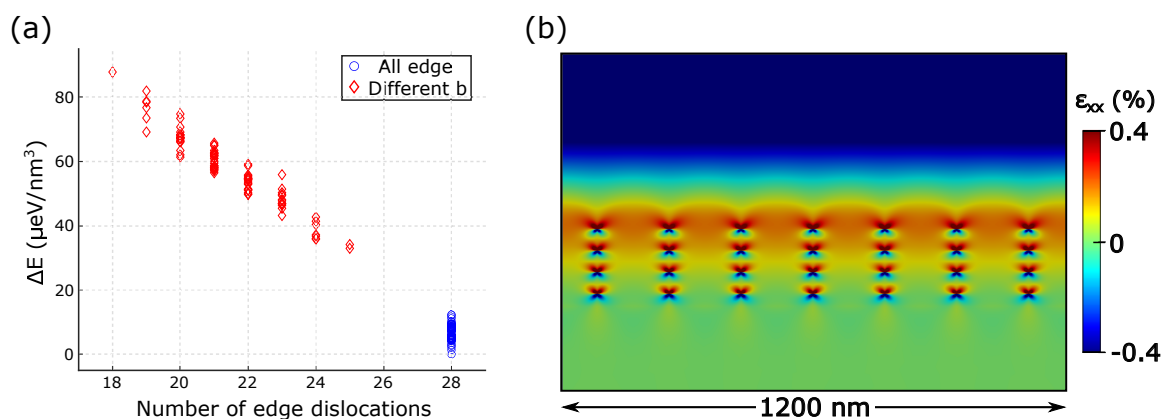 (a)
All edge
Different b
80
60
40
20
0
ΔE (μeV/nm³)
18
20
22
24
26
28
Number of edge dislocations
(b)
εxx (%)
0.4
0
-0.4
1200 nm